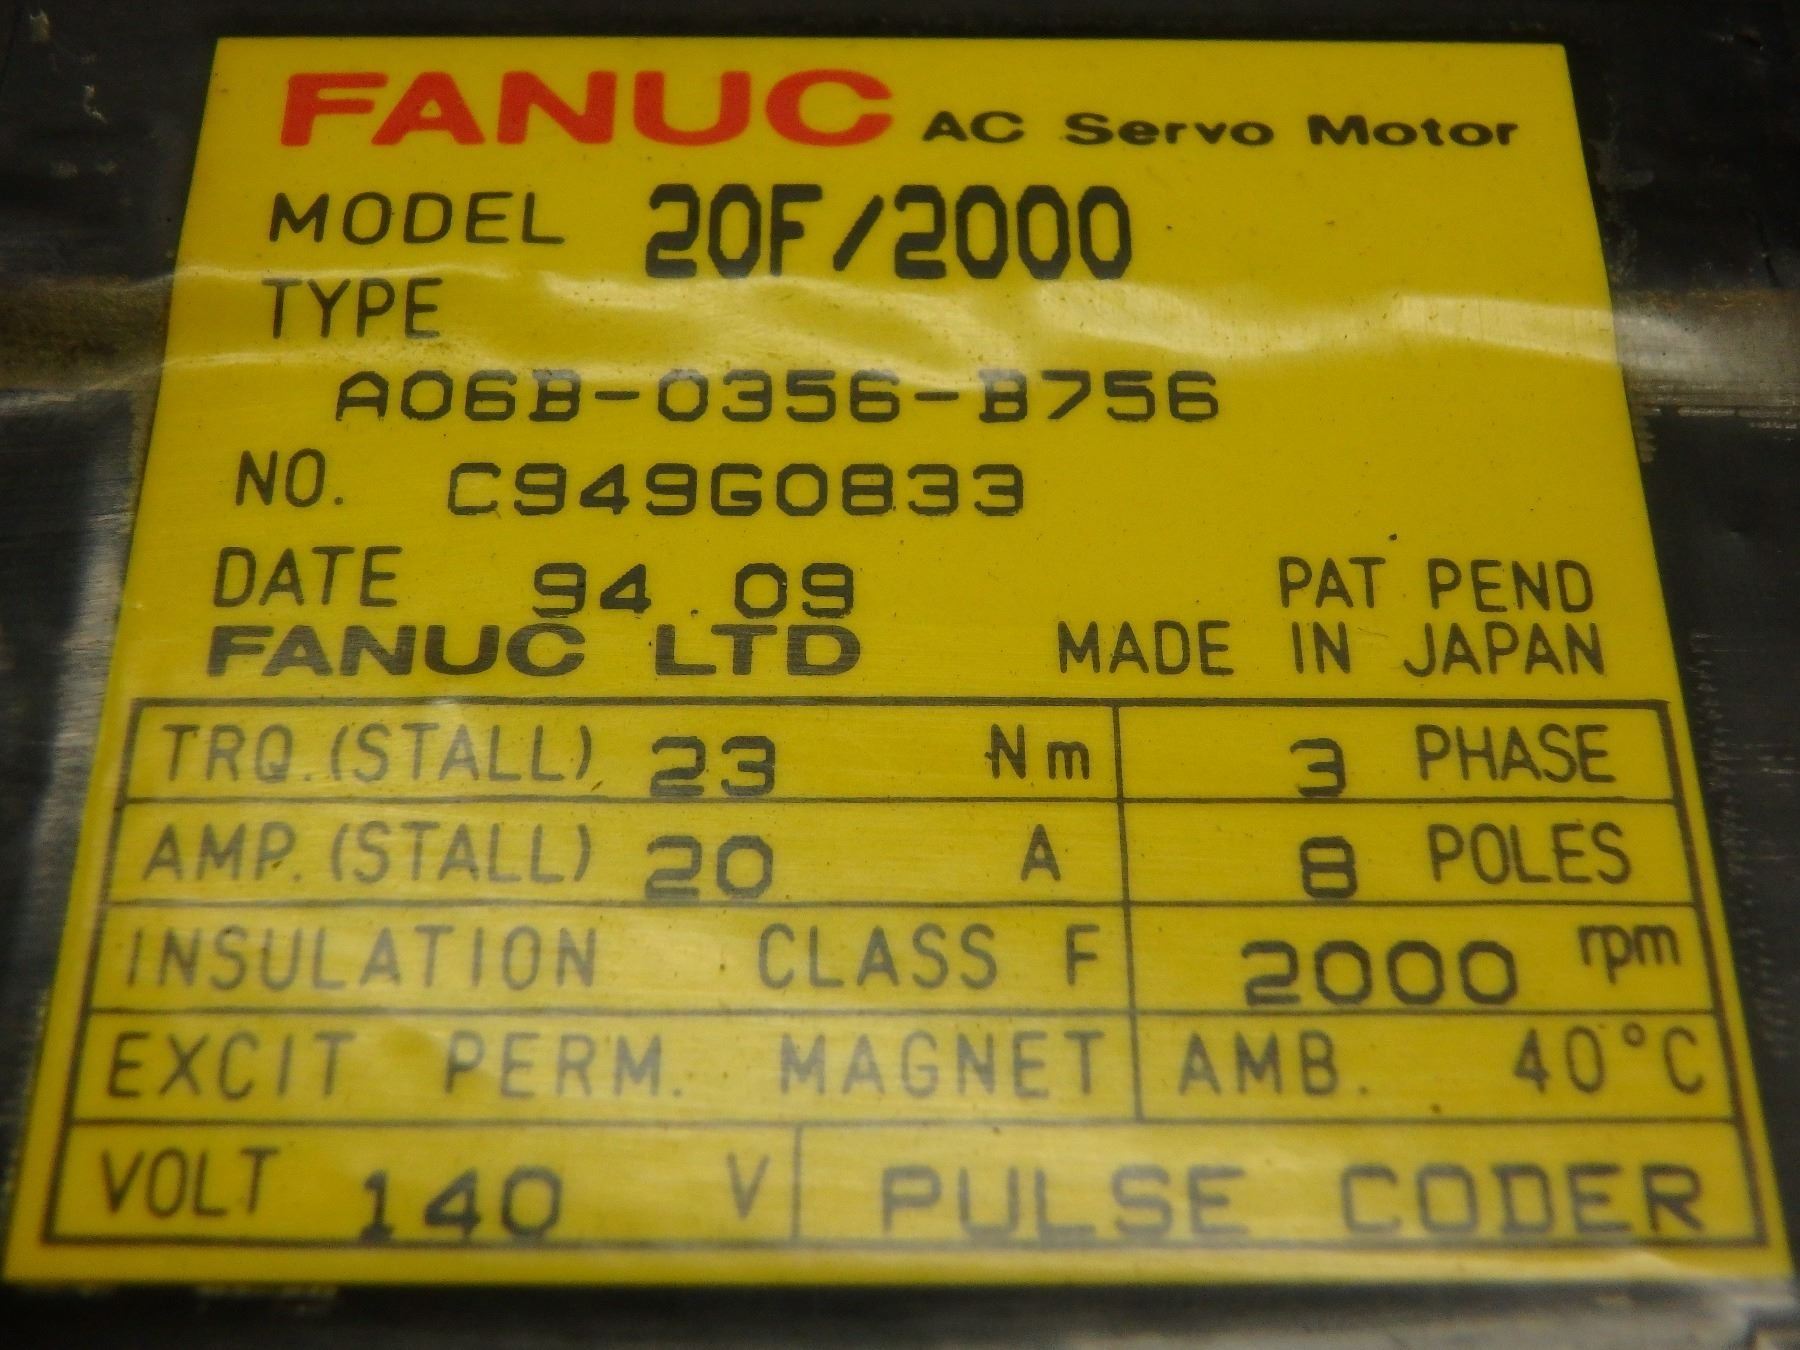 FANUC AC Servo Motor
MODEL 20F/2000
TYPE
A06B-0356-B756
NO. C949G0833
DATE 94.09 PAT PEND
FANUC LTD MADE IN JAPAN
TRQ.(STALL) 23 Nm 3 PHASE
AMP.(STALL) 20 A 8 POLES
INSULATION CLASS F 2000 rpm
EXCIT PERM. MAGNET AMB. 40°C
VOLT 140 V PULSE CODER